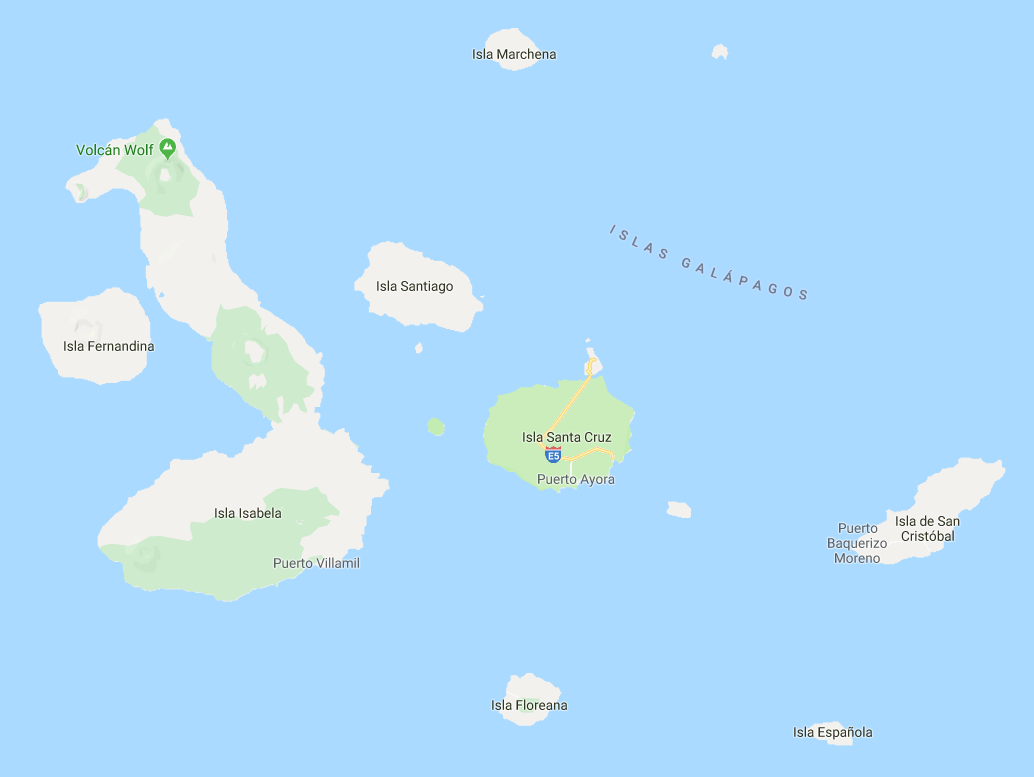 Isla Marchena
Volcán Wolf
ISLAS GALÁPAGOS
Isla Santiago
Isla Fernandina
Isla Santa Cruz
E5
Puerto Ayora
Isla Isabela
Isla de San
Cristóbal
Puerto
Baquerizo
Moreno
Puerto Villamil
Isla Floreana
Isla Española